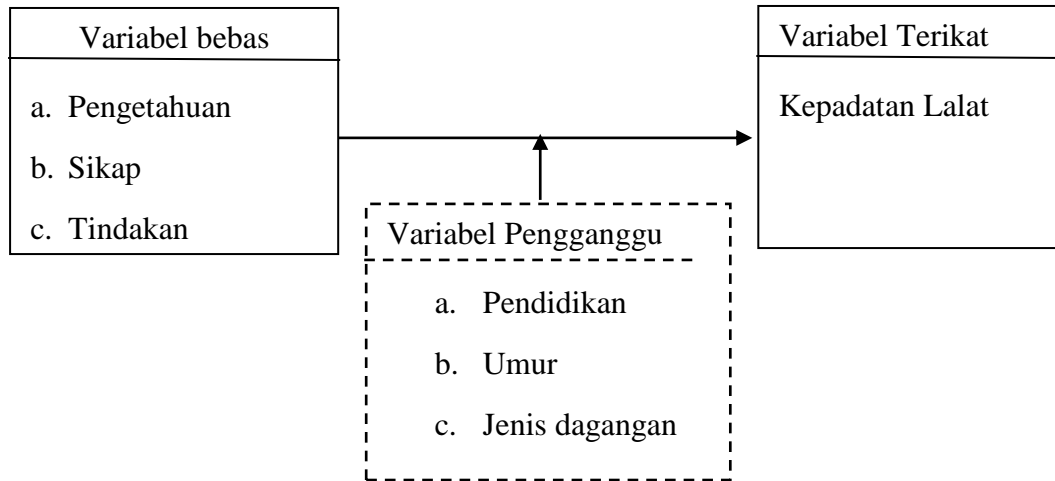 Variabel bebas
a. Pengetahuan
b. Sikap
c. Tindakan
Variabel Terikat
Kepadatan Lalat
Variabel Pengganggu
a. Pendidikan
b. Umur
c. Jenis dagangan